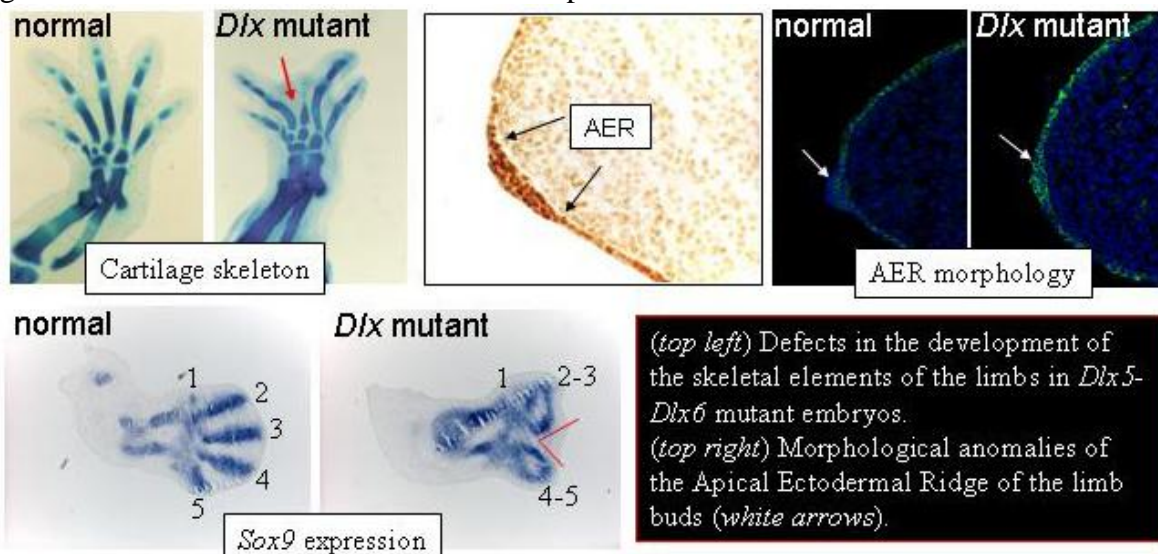 normal
Dlx mutant
Cartilage skeleton
AER
normal
Dlx mutant
AER morphology
normal
Dlx mutant
1
2
3
4
5
1
2-3
4-5
Sox9 expression
(top left) Defects in the development of
the skeletal elements of the limbs in Dlx5-
Dlx6 mutant embryos.
(top right) Morphological anomalies of
the Apical Ectodermal Ridge of the limb
buds (white arrows).